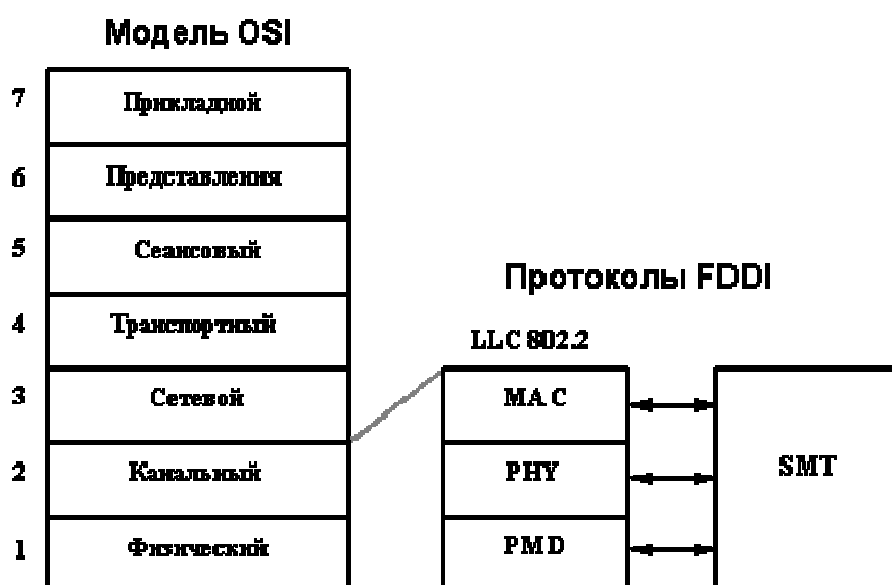 Модель OSI
7 Прикладной
6 Представления
5 Сеансовый
4 Транспортный
3 Сетевой
2 Канальный
1 Физический
Протоколы FDDI
LLC 802.2
MAC
PHY
PMD
SMT